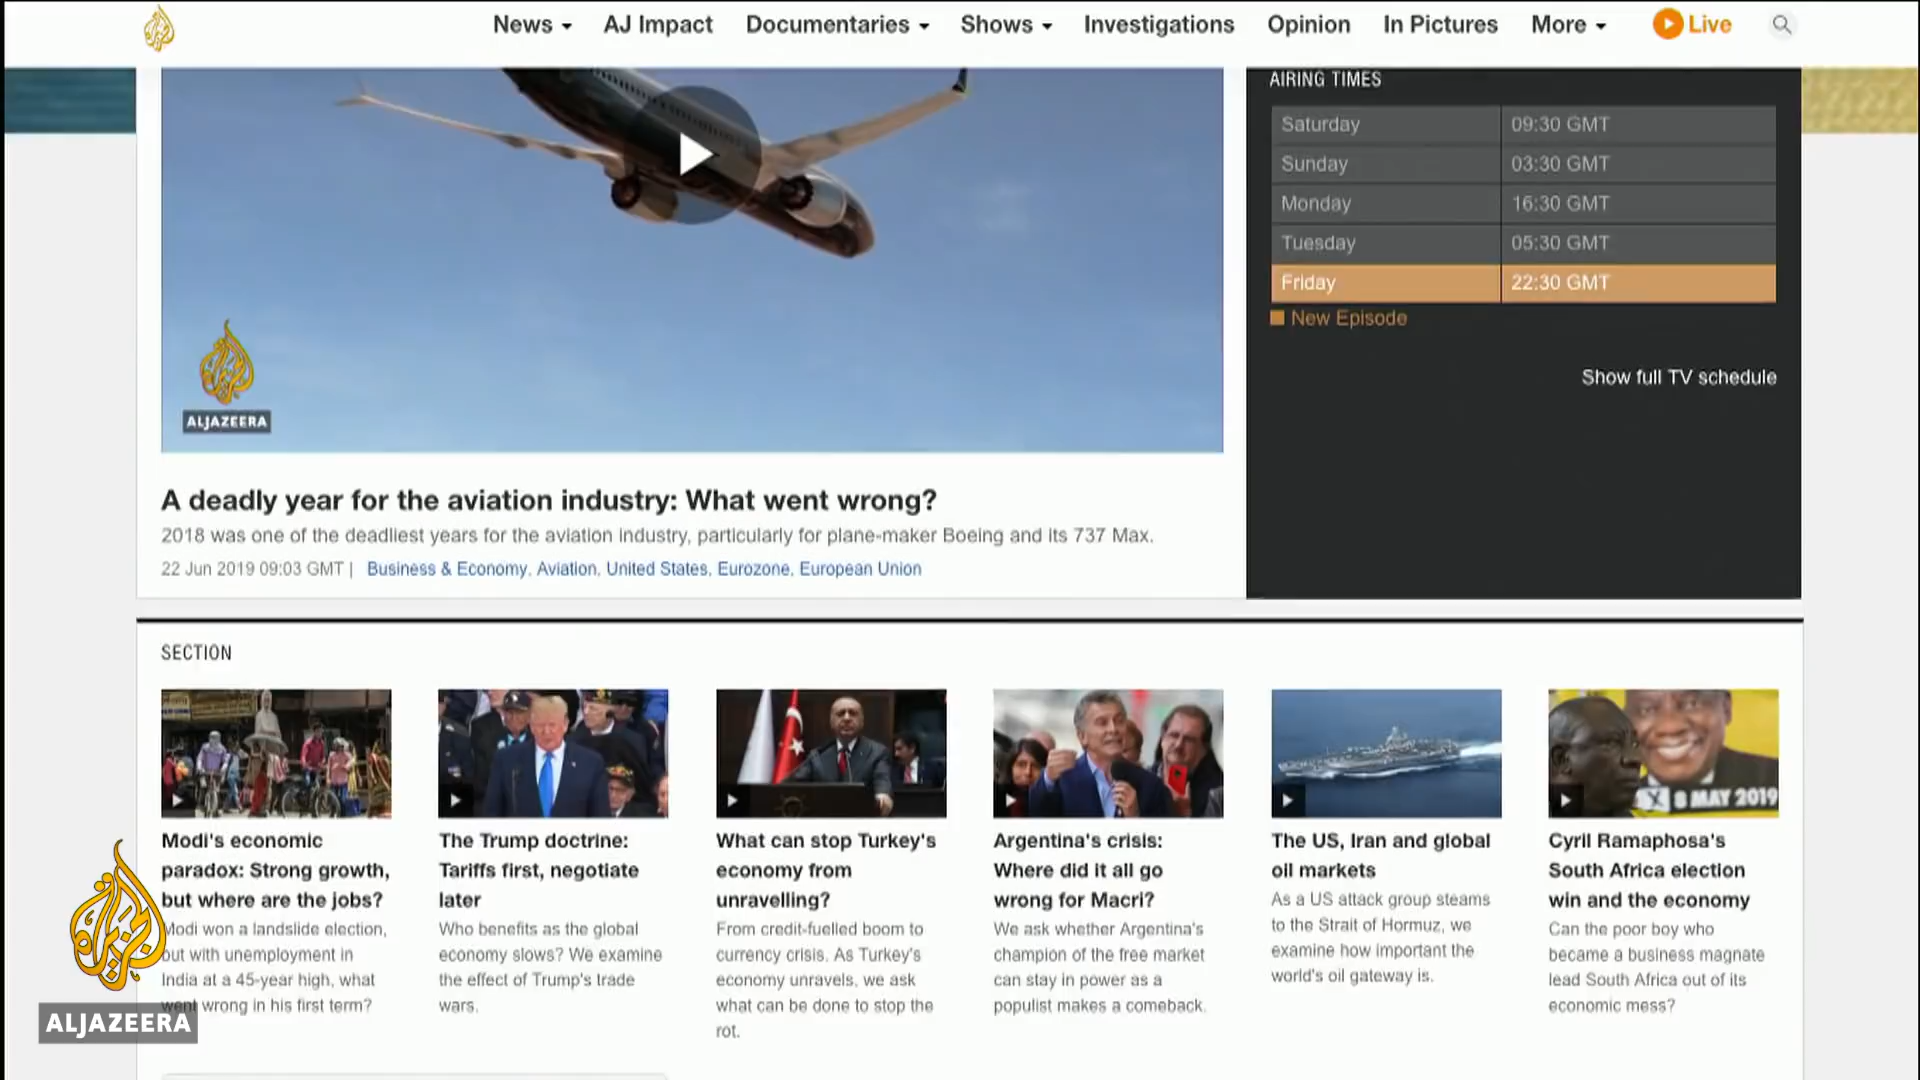 News
AJ Impact
Documentaries
Shows
Investigations
Opinion
In Pictures
More
Live
AIRING TIMES
Saturday 09:30 GMT
Sunday 03:30 GMT
Monday 16:30 GMT
Tuesday 05:30 GMT
Friday 22:30 GMT
New Episode
Show full TV schedule
ALJAZEERA
A deadly year for the aviation industry: What went wrong?
2018 was one of the deadliest years for the aviation industry, particularly for plane-maker Boeing and its 737 Max.
22 Jun 2019 09:03 GMT | Business & Economy, Aviation, United States, Eurozone, European Union
SECTION
Modi's economic
paradox: Strong growth,
but where are the jobs?
Modi won a landslide election,
but with unemployment in
India at a 45-year high, what
went wrong in his first term?
The Trump doctrine:
Tariffs first, negotiate
later
Who benefits as the global
economy slows? We examine
the effect of Trump's trade
wars.
What can stop Turkey's
economy from
unravelling?
From credit-fuelled boom to
currency crisis. As Turkey's
economy unravels, we ask
what can be done to stop the
rot.
Argentina's crisis:
Where did it all go
wrong for Macri?
We ask whether Argentina's
champion of the free market
can stay in power as a
populist makes a comeback.
The US, Iran and global
oil markets
As a US attack group steams
to the Strait of Hormuz, we
examine how important the
world's oil gateway is.
X 8 MAY 2019
Cyril Ramaphosa's
South Africa election
win and the economy
Can the poor boy who
became a business magnate
lead South Africa out of its
economic mess?
ALJAZEERA